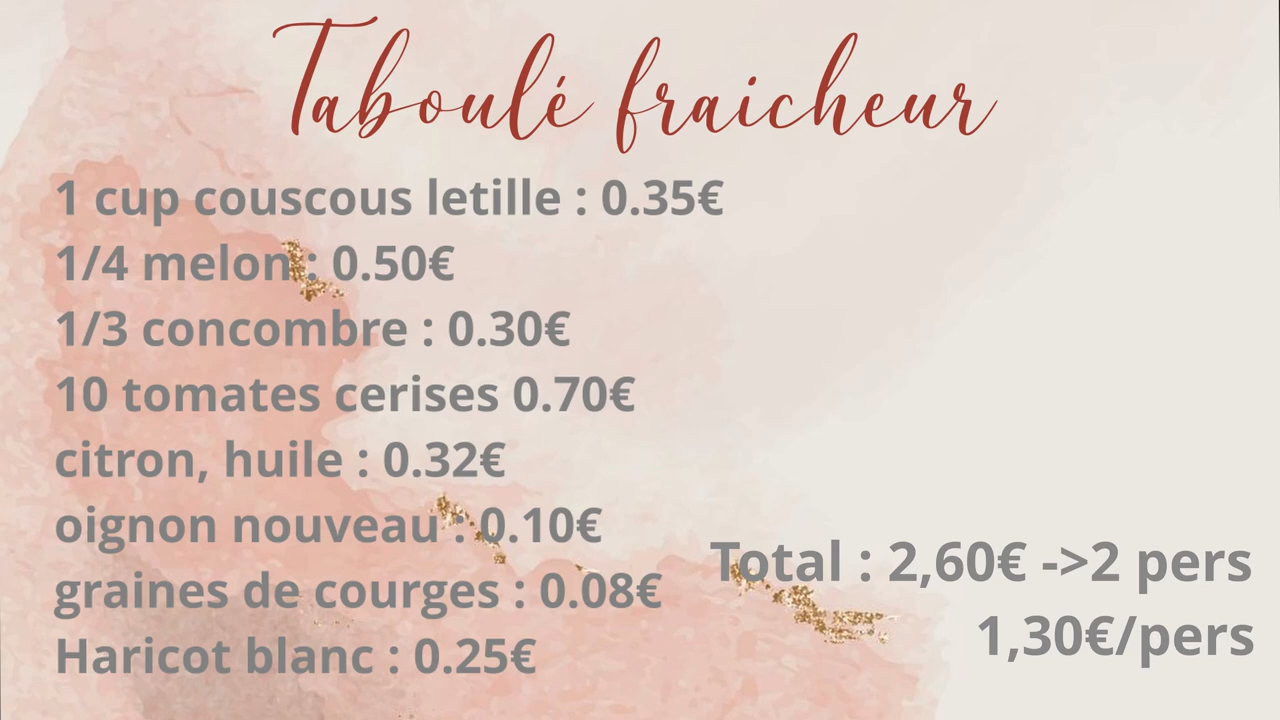 Taboulé fraicheur
1 cup couscous letille : 0.35€
1/4 melon : 0.50€
1/3 concombre : 0.30€
10 tomates cerises 0.70€
citron, huile : 0.32€
oignon nouveau : 0.10€
graines de courges : 0.08€
Haricot blanc : 0.25€
Total : 2,60€ ->2 pers
1,30€/pers